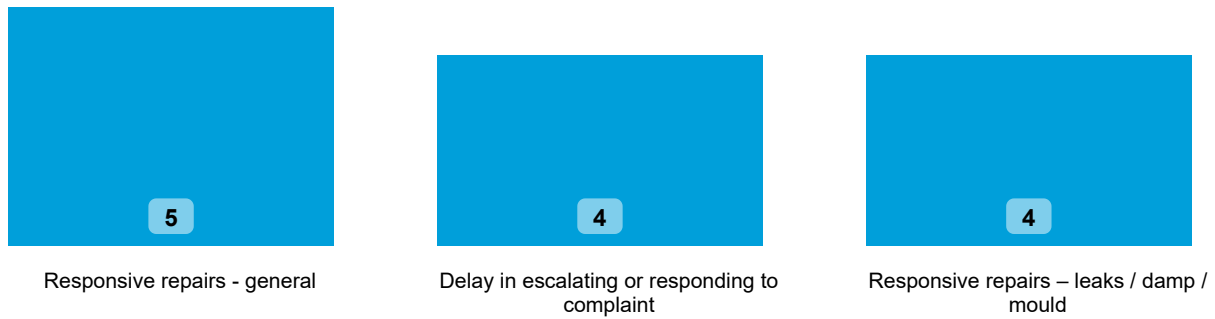 5
4
4
Responsive repairs - general
Delay in escalating or responding to
complaint
Responsive repairs – leaks / damp /
mould